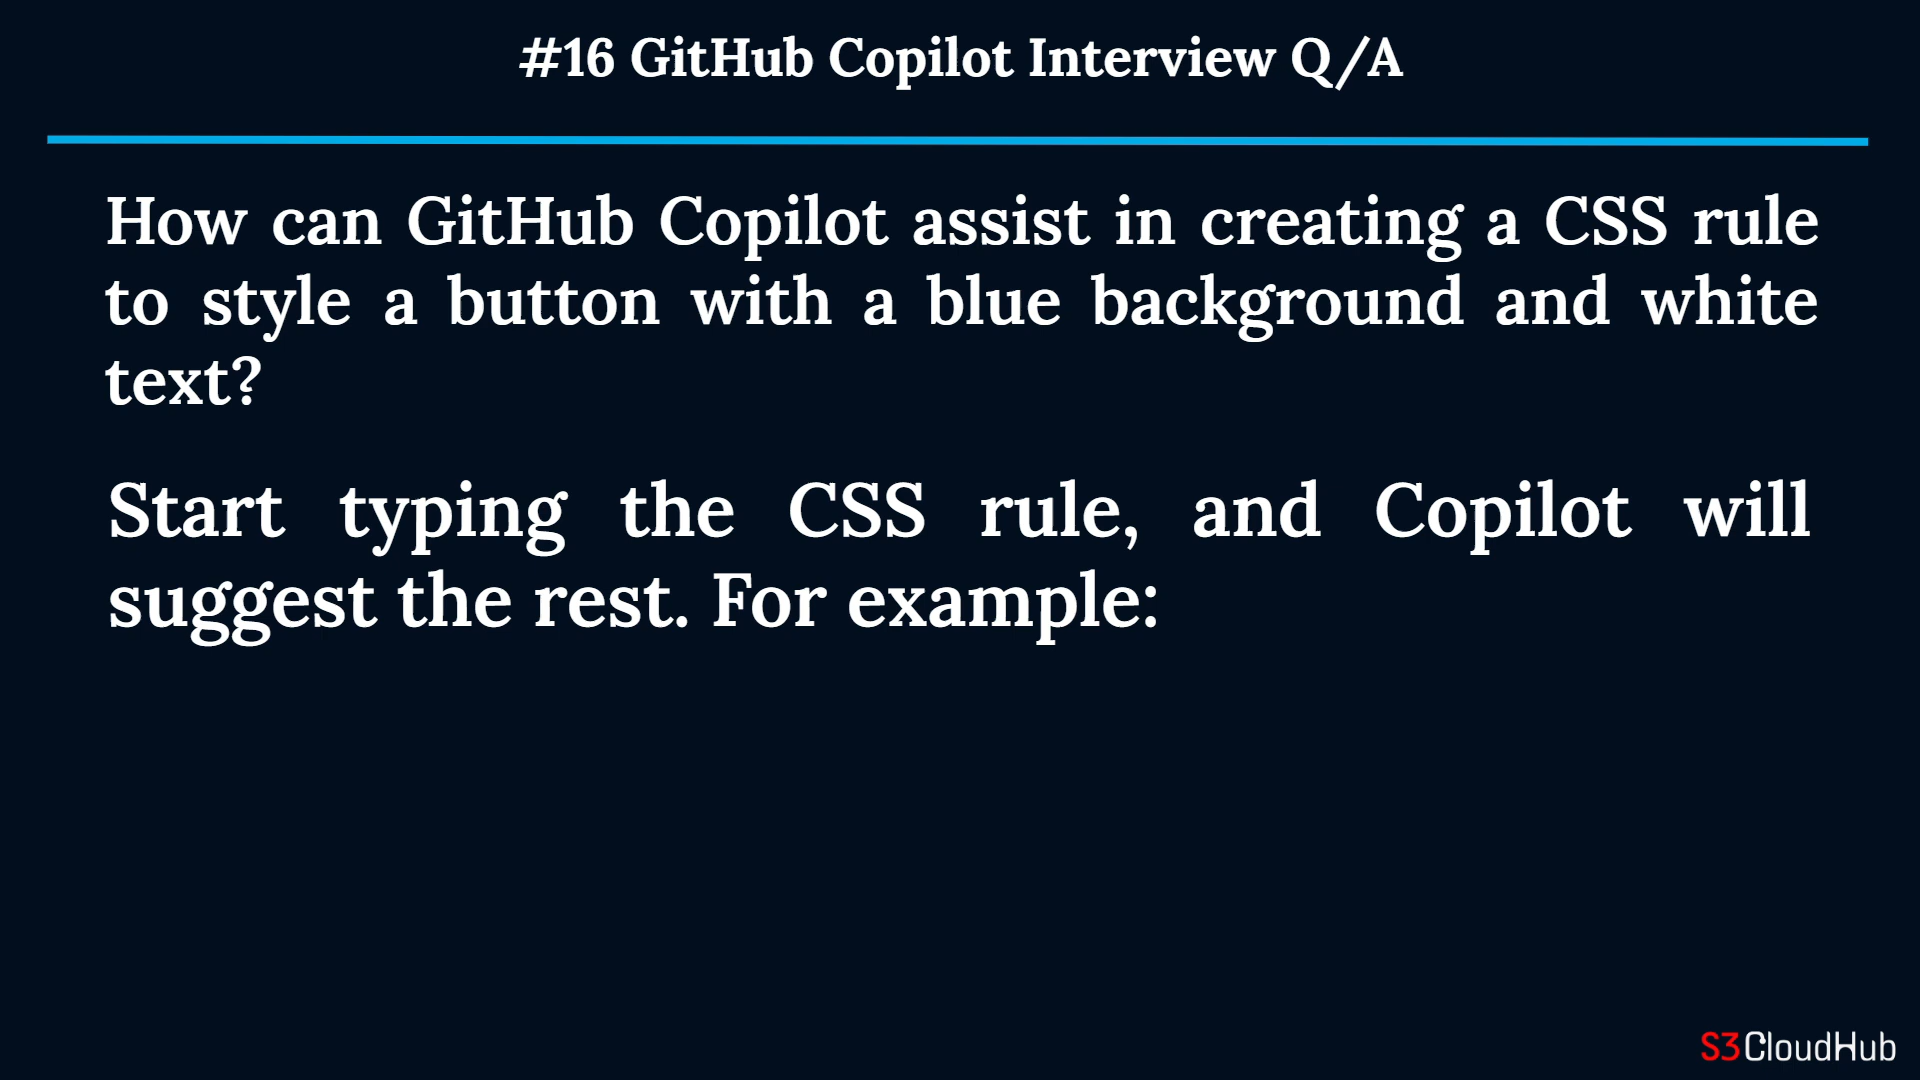 #16 GitHub Copilot Interview Q/A
How can GitHub Copilot assist in creating a CSS rule
to style a button with a blue background and white
text?
Start typing the CSS rule, and Copilot will
suggest the rest. For example:
S3CloudHub